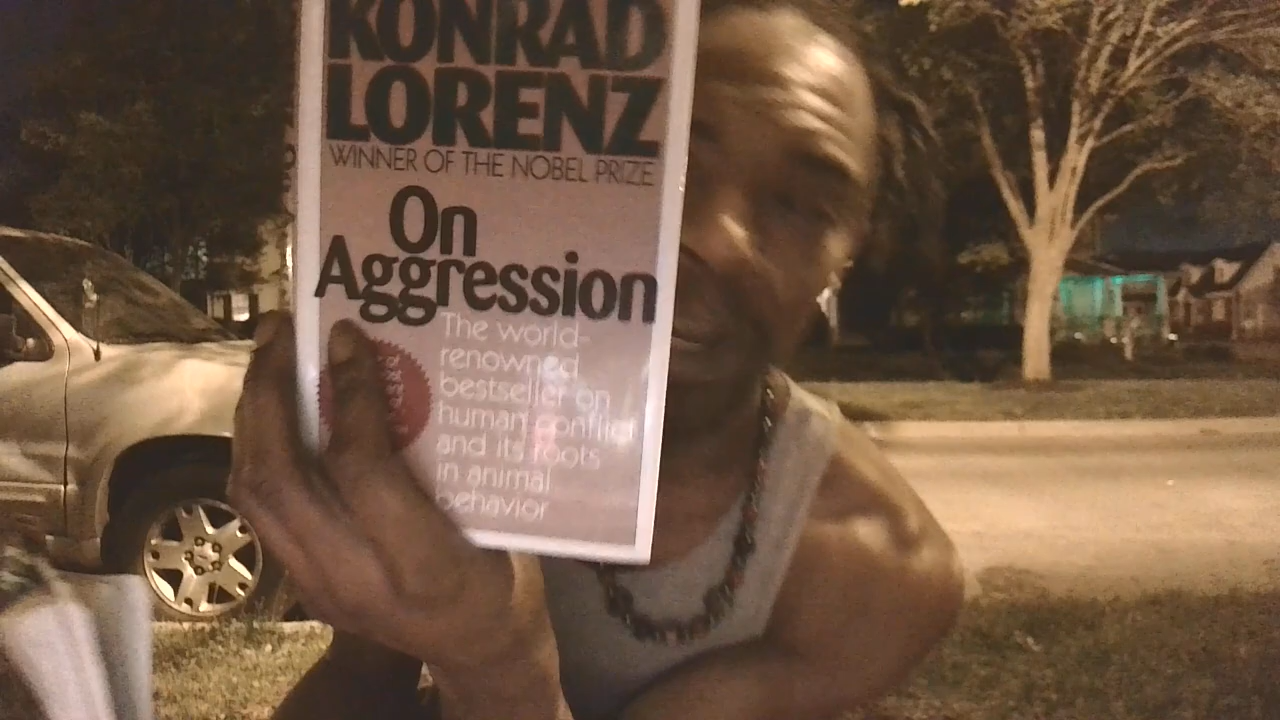 KONRAD
LORENZ
WINNER OF THE NOBEL PRIZE
On
Aggression
The world-
renowned
bestseller on
human conflict
and its roots
in animal
behavior